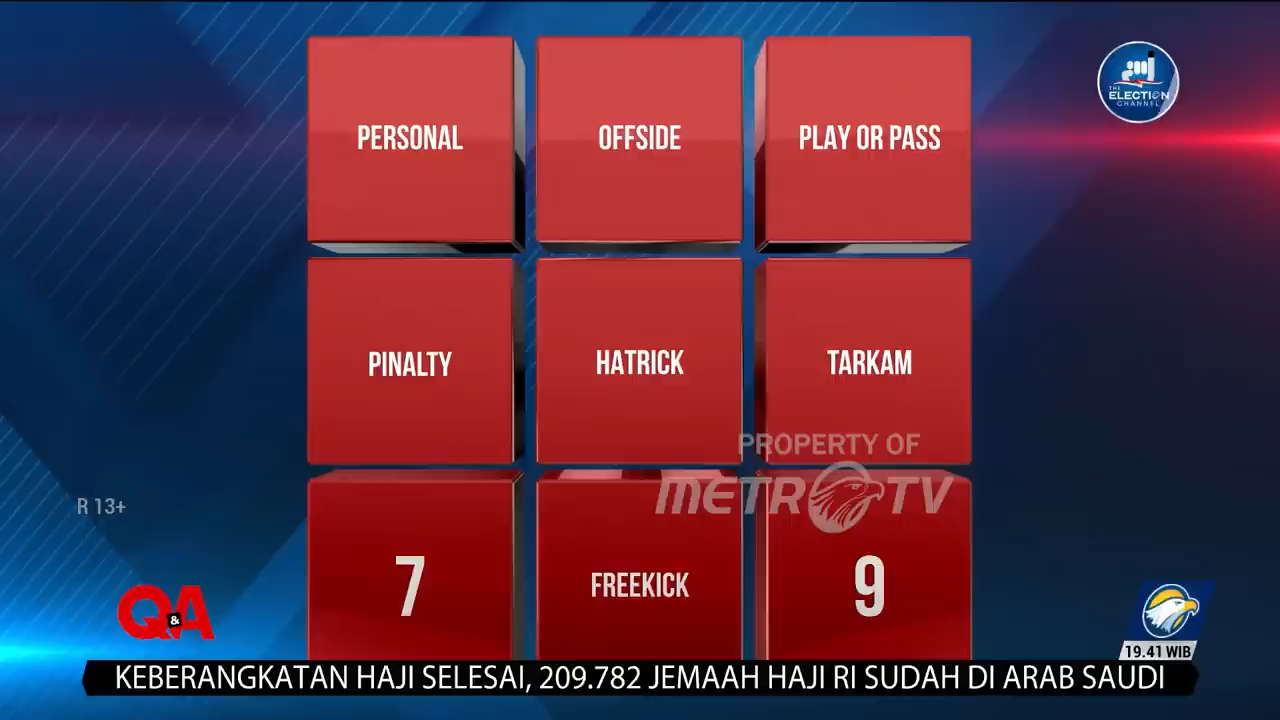 PERSONAL
OFFSIDE
PLAY OR PASS
THE
ELECTION
CHANNEL
PINALTY
HATRICK
TARKAM
PROPERTY OF
METRO TV
R 13+
7
FREEKICK
9
Q&A
19.41 WIB
KEBERANGKATAN HAJI SELESAI, 209.782 JEMAAH HAJI RI SUDAH DI ARAB SAUDI